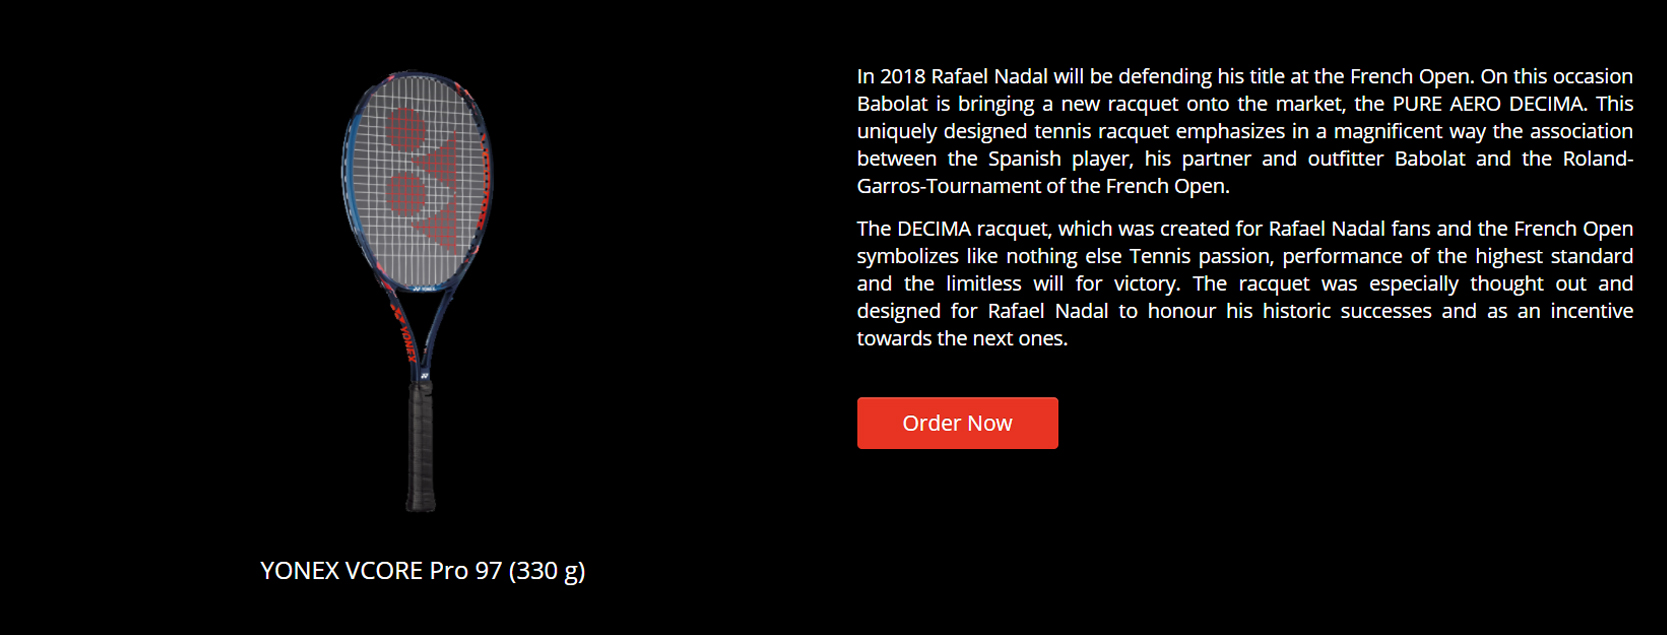 YONEX
YONEX
YONEX VCORE Pro 97 (330 g)
In 2018 Rafael Nadal will be defending his title at the French Open. On this occasion
Babolat is bringing a new racquet onto the market, the PURE AERO DECIMA. This
uniquely designed tennis racquet emphasizes in a magnificent way the association
between the Spanish player, his partner and outfitter Babolat and the Roland-
Garros-Tournament of the French Open.
The DECIMA racquet, which was created for Rafael Nadal fans and the French Open
symbolizes like nothing else Tennis passion, performance of the highest standard
and the limitless will for victory. The racquet was especially thought out and
designed for Rafael Nadal to honour his historic successes and as an incentive
towards the next ones.
Order Now